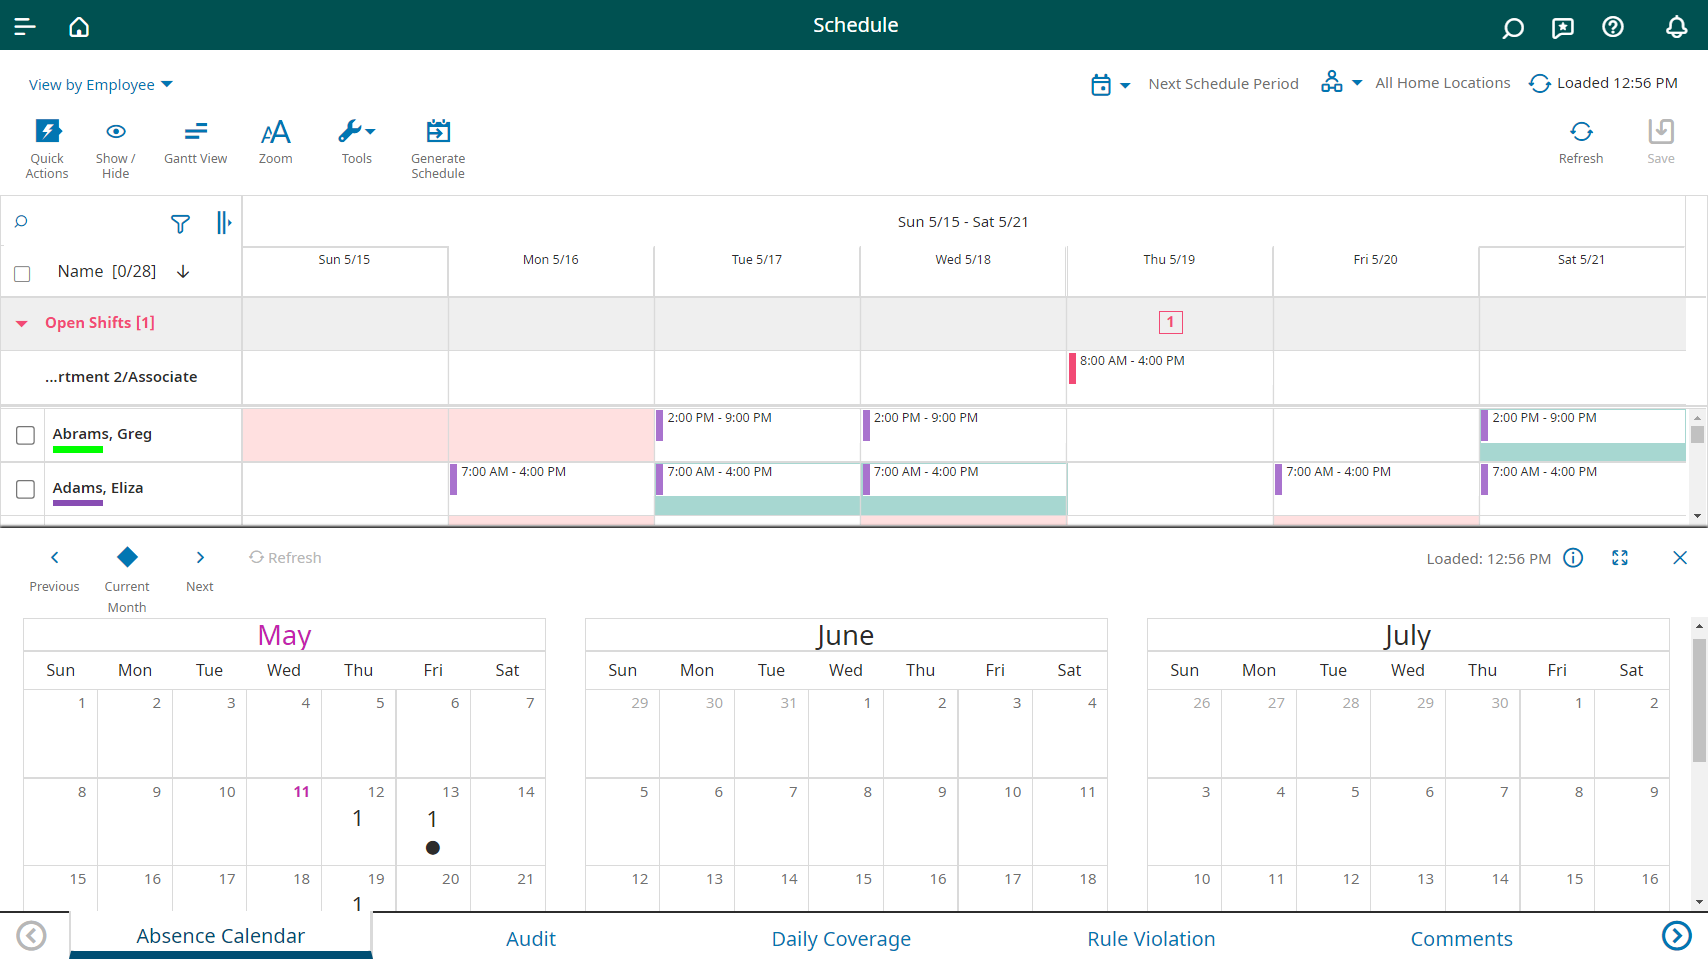 Schedule
View by Employee
Next Schedule Period
All Home Locations
Loaded 12:56 PM
Quick Actions
Show / Hide
Gantt View
Zoom
Tools
Generate Schedule
Refresh
Save
Sun 5/15 - Sat 5/21
Name [0/28]
Sun 5/15
Mon 5/16
Tue 5/17
Wed 5/18
Thu 5/19
Fri 5/20
Sat 5/21
Open Shifts [1]
1
...rtment 2/Associate
8:00 AM - 4:00 PM
Abrams, Greg
2:00 PM - 9:00 PM
2:00 PM - 9:00 PM
2:00 PM - 9:00 PM
Adams, Eliza
7:00 AM - 4:00 PM
7:00 AM - 4:00 PM
7:00 AM - 4:00 PM
7:00 AM - 4:00 PM
7:00 AM - 4:00 PM
Previous
Current Month
Next
Refresh
Loaded: 12:56 PM
May
Sun Mon Tue Wed Thu Fri Sat
1 2 3 4 5 6 7
8 9 10 11 12 13 14
1 1
15 16 17 18 19 20 21
1
June
Sun Mon Tue Wed Thu Fri Sat
29 30 31 1 2 3 4
5 6 7 8 9 10 11
12 13 14 15 16 17 18
July
Sun Mon Tue Wed Thu Fri Sat
26 27 28 29 30 1 2
3 4 5 6 7 8 9
10 11 12 13 14 15 16
Absence Calendar
Audit
Daily Coverage
Rule Violation
Comments